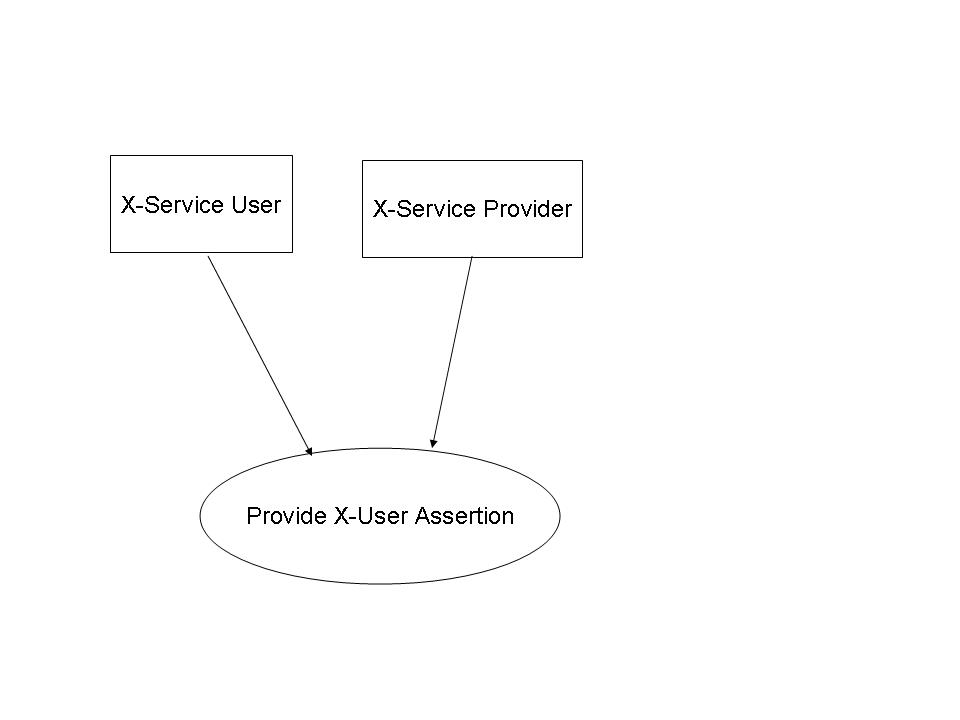 X-Service User
X-Service Provider
Provide X-User Assertion